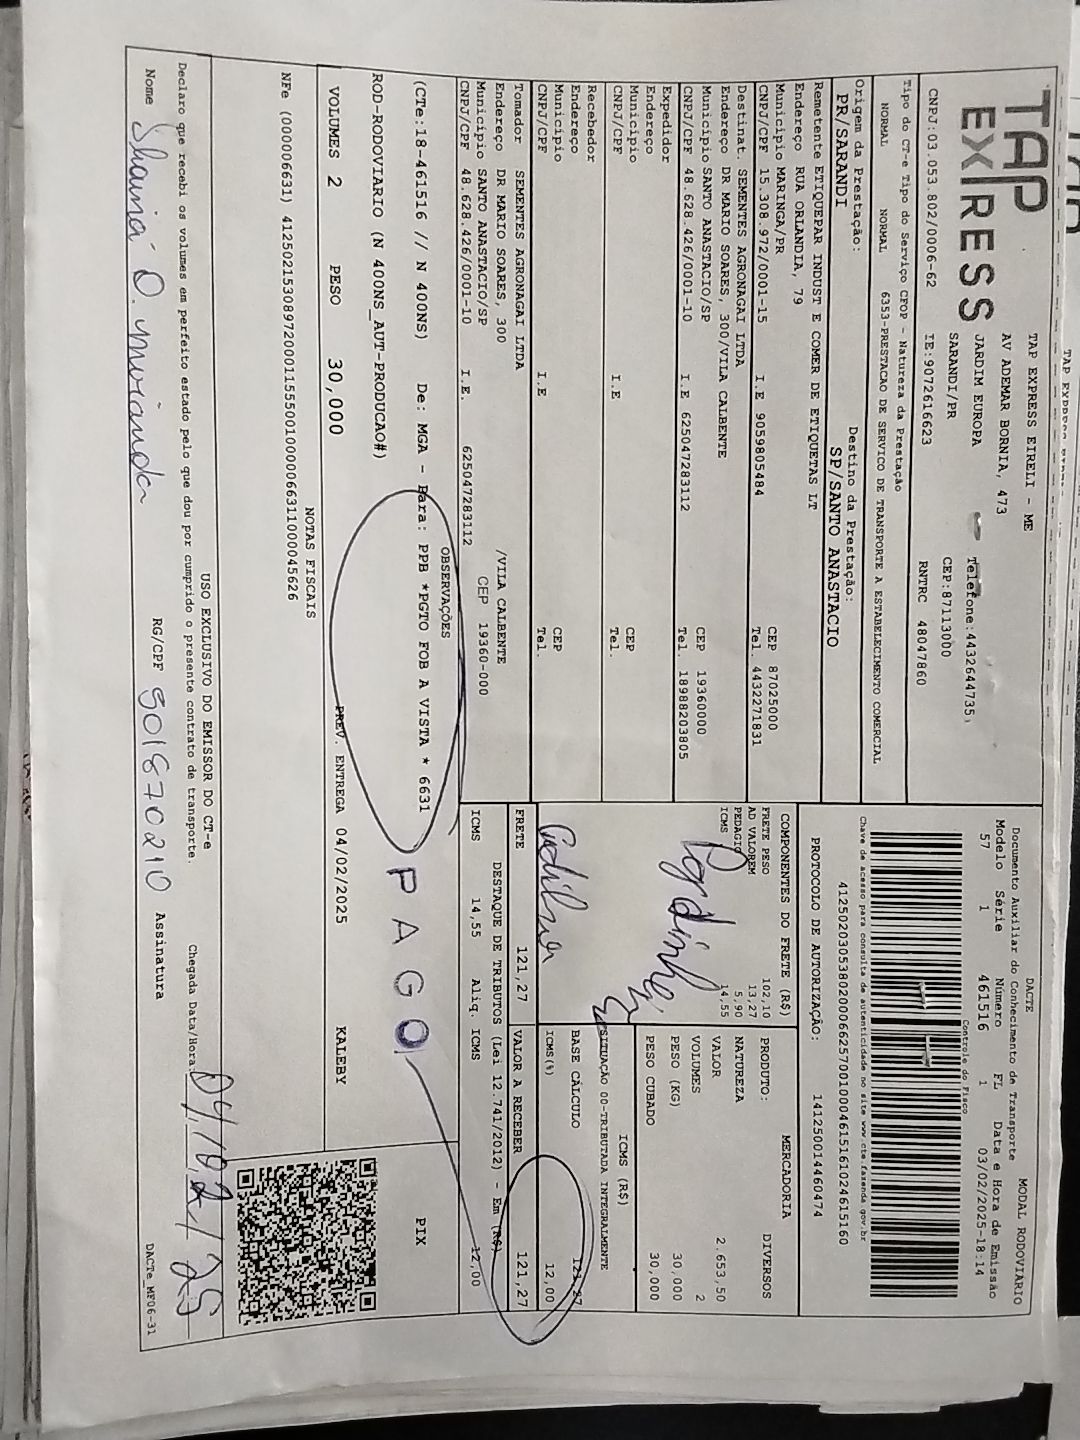 TAP
EXPRESS
TAP EXPRESS EIRELI - ME
AV ADEMAR BORNIA, 473
JARDIM EUROPA
SARANDI/PR
Telefone:4432644735
CEP:87113000
CNPJ:03.053.802/0006-62
IE:9072616623
RNTRC 48047860
DACTE
Documento Auxiliar do Conhecimento de Transporte
MODAL RODOVIÁRIO
Modelo Série Número FL Data e Hora de Emissão
57 1 461516 1 03/02/2025-18:14
Controle do Fisco
Chave de acesso para consulta de autenticidade no site www.cte.fazenda.gov.br
41250203053802000662570010004615161024615160
PROTOCOLO DE AUTORIZAÇÃO: 141250014460474
Tipo do CT-e Tipo do Serviço CFOP - Natureza da Prestação
NORMAL NORMAL 6353-PRESTACAO DE SERVICO DE TRANSPORTE A ESTABELECIMENTO COMERCIAL
Origem da Prestação: Destino da Prestação:
PR/SARANDI SP/SANTO ANASTACIO
Remetente ETIQUEPAR INDUST E COMER DE ETIQUETAS LT
Endereço RUA ORLANDIA, 79
Município MARINGA/PR CEP 87025000
CNPJ/CPF 15.308.972/0001-15 I.E 9059805484 Tel. 4432271831
Destinat. SEMENTES AGRONAGAI LTDA
Endereço DR MARIO SOARES, 300/VILA CALBENTE
Município SANTO ANASTACIO/SP CEP 19360000
CNPJ/CPF 48.628.426/0001-10 I.E 625047283112 Tel. 18988203805
Expedidor
Endereço
Município CEP
CNPJ/CPF I.E Tel.
Recebedor
Endereço
Município CEP
CNPJ/CPF I.E Tel.
Tomador SEMENTES AGRONAGAI LTDA
Endereço DR MARIO SOARES, 300 /VILA CALBENTE
Município SANTO ANASTACIO/SP CEP 19360-000
CNPJ/CPF 48.628.426/0001-10 I.E. 625047283112
COMPONENTES DO FRETE (R$)
FRETE PESO 102,10
AD VALOREM 13,27
PEDAGIO 5,90
ICMS 14,55
MERCADORIA
PRODUTO: DIVERSOS
NATUREZA
VALOR 2.653,50
VOLUMES 2
PESO (KG) 30,000
PESO CUBADO 30,000
ICMS (R$)
SITUAÇÃO 00-TRIBUTADA INTEGRALMENTE
BASE CÁLCULO 121,27
ICMS(%) 12,00
FRETE 121,27 VALOR A RECEBER 121,27
DESTAQUE DE TRIBUTOS (Lei 12.741/2012) - Em (R$)
ICMS 14,55 Aliq. ICMS 12,00
OBSERVAÇÕES
(CTe:18-461516 // N 400NS) De: MGA - Para: PPB *PGTO FOB A VISTA * 6631
PAGO
PIX
ROD-RODOVIARIO (N 400NS_AUT-PRODUCAO#)
VOLUMES 2 PESO 30,000 PREV. ENTREGA 04/02/2025 KALEBY
NOTAS FISCAIS
NFe (000006631) 41250215308972000115550010000066311000045626
USO EXCLUSIVO DO EMISSOR DO CT-e
Declaro que recebi os volumes em perfeito estado pelo que dou por cumprido o presente contrato de transporte. Chegada Data/Hora: 04/02/25
Nome RG/CPF 501870210 Assinatura DACTe_MF06-31